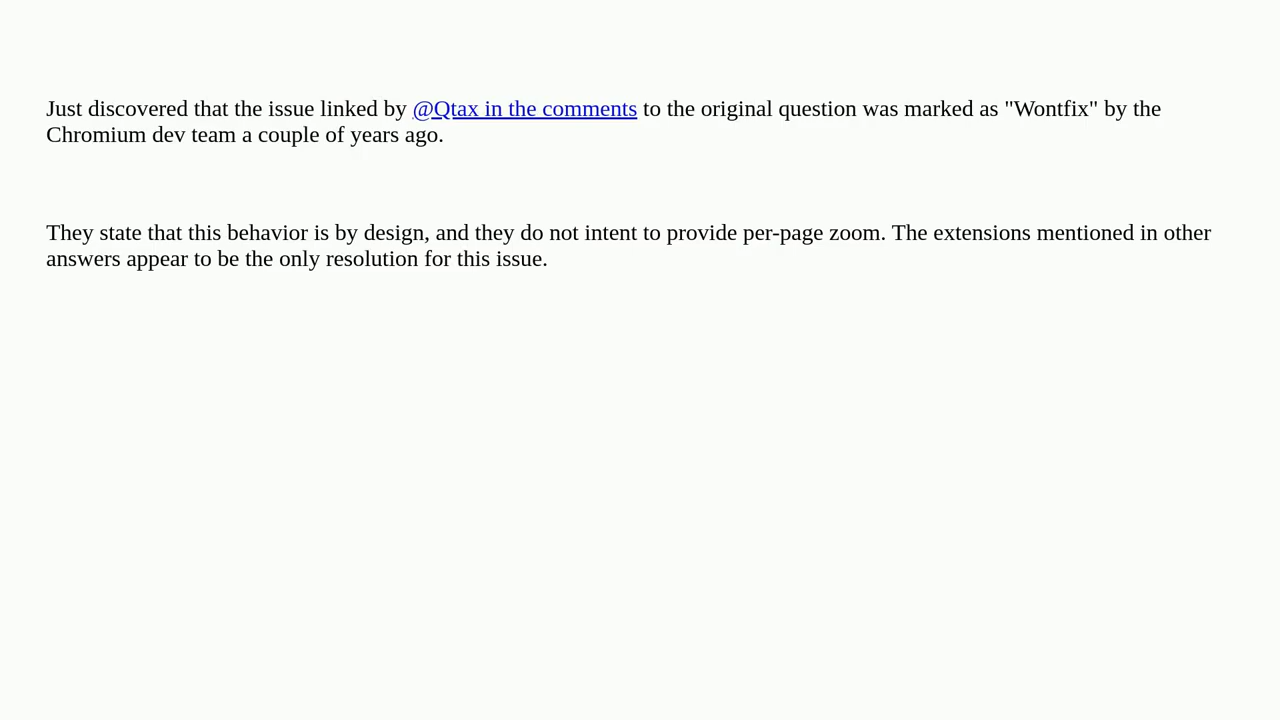 Just discovered that the issue linked by @Qtax in the comments to the original question was marked as "Wontfix" by the
Chromium dev team a couple of years ago.
They state that this behavior is by design, and they do not intent to provide per-page zoom. The extensions mentioned in other
answers appear to be the only resolution for this issue.